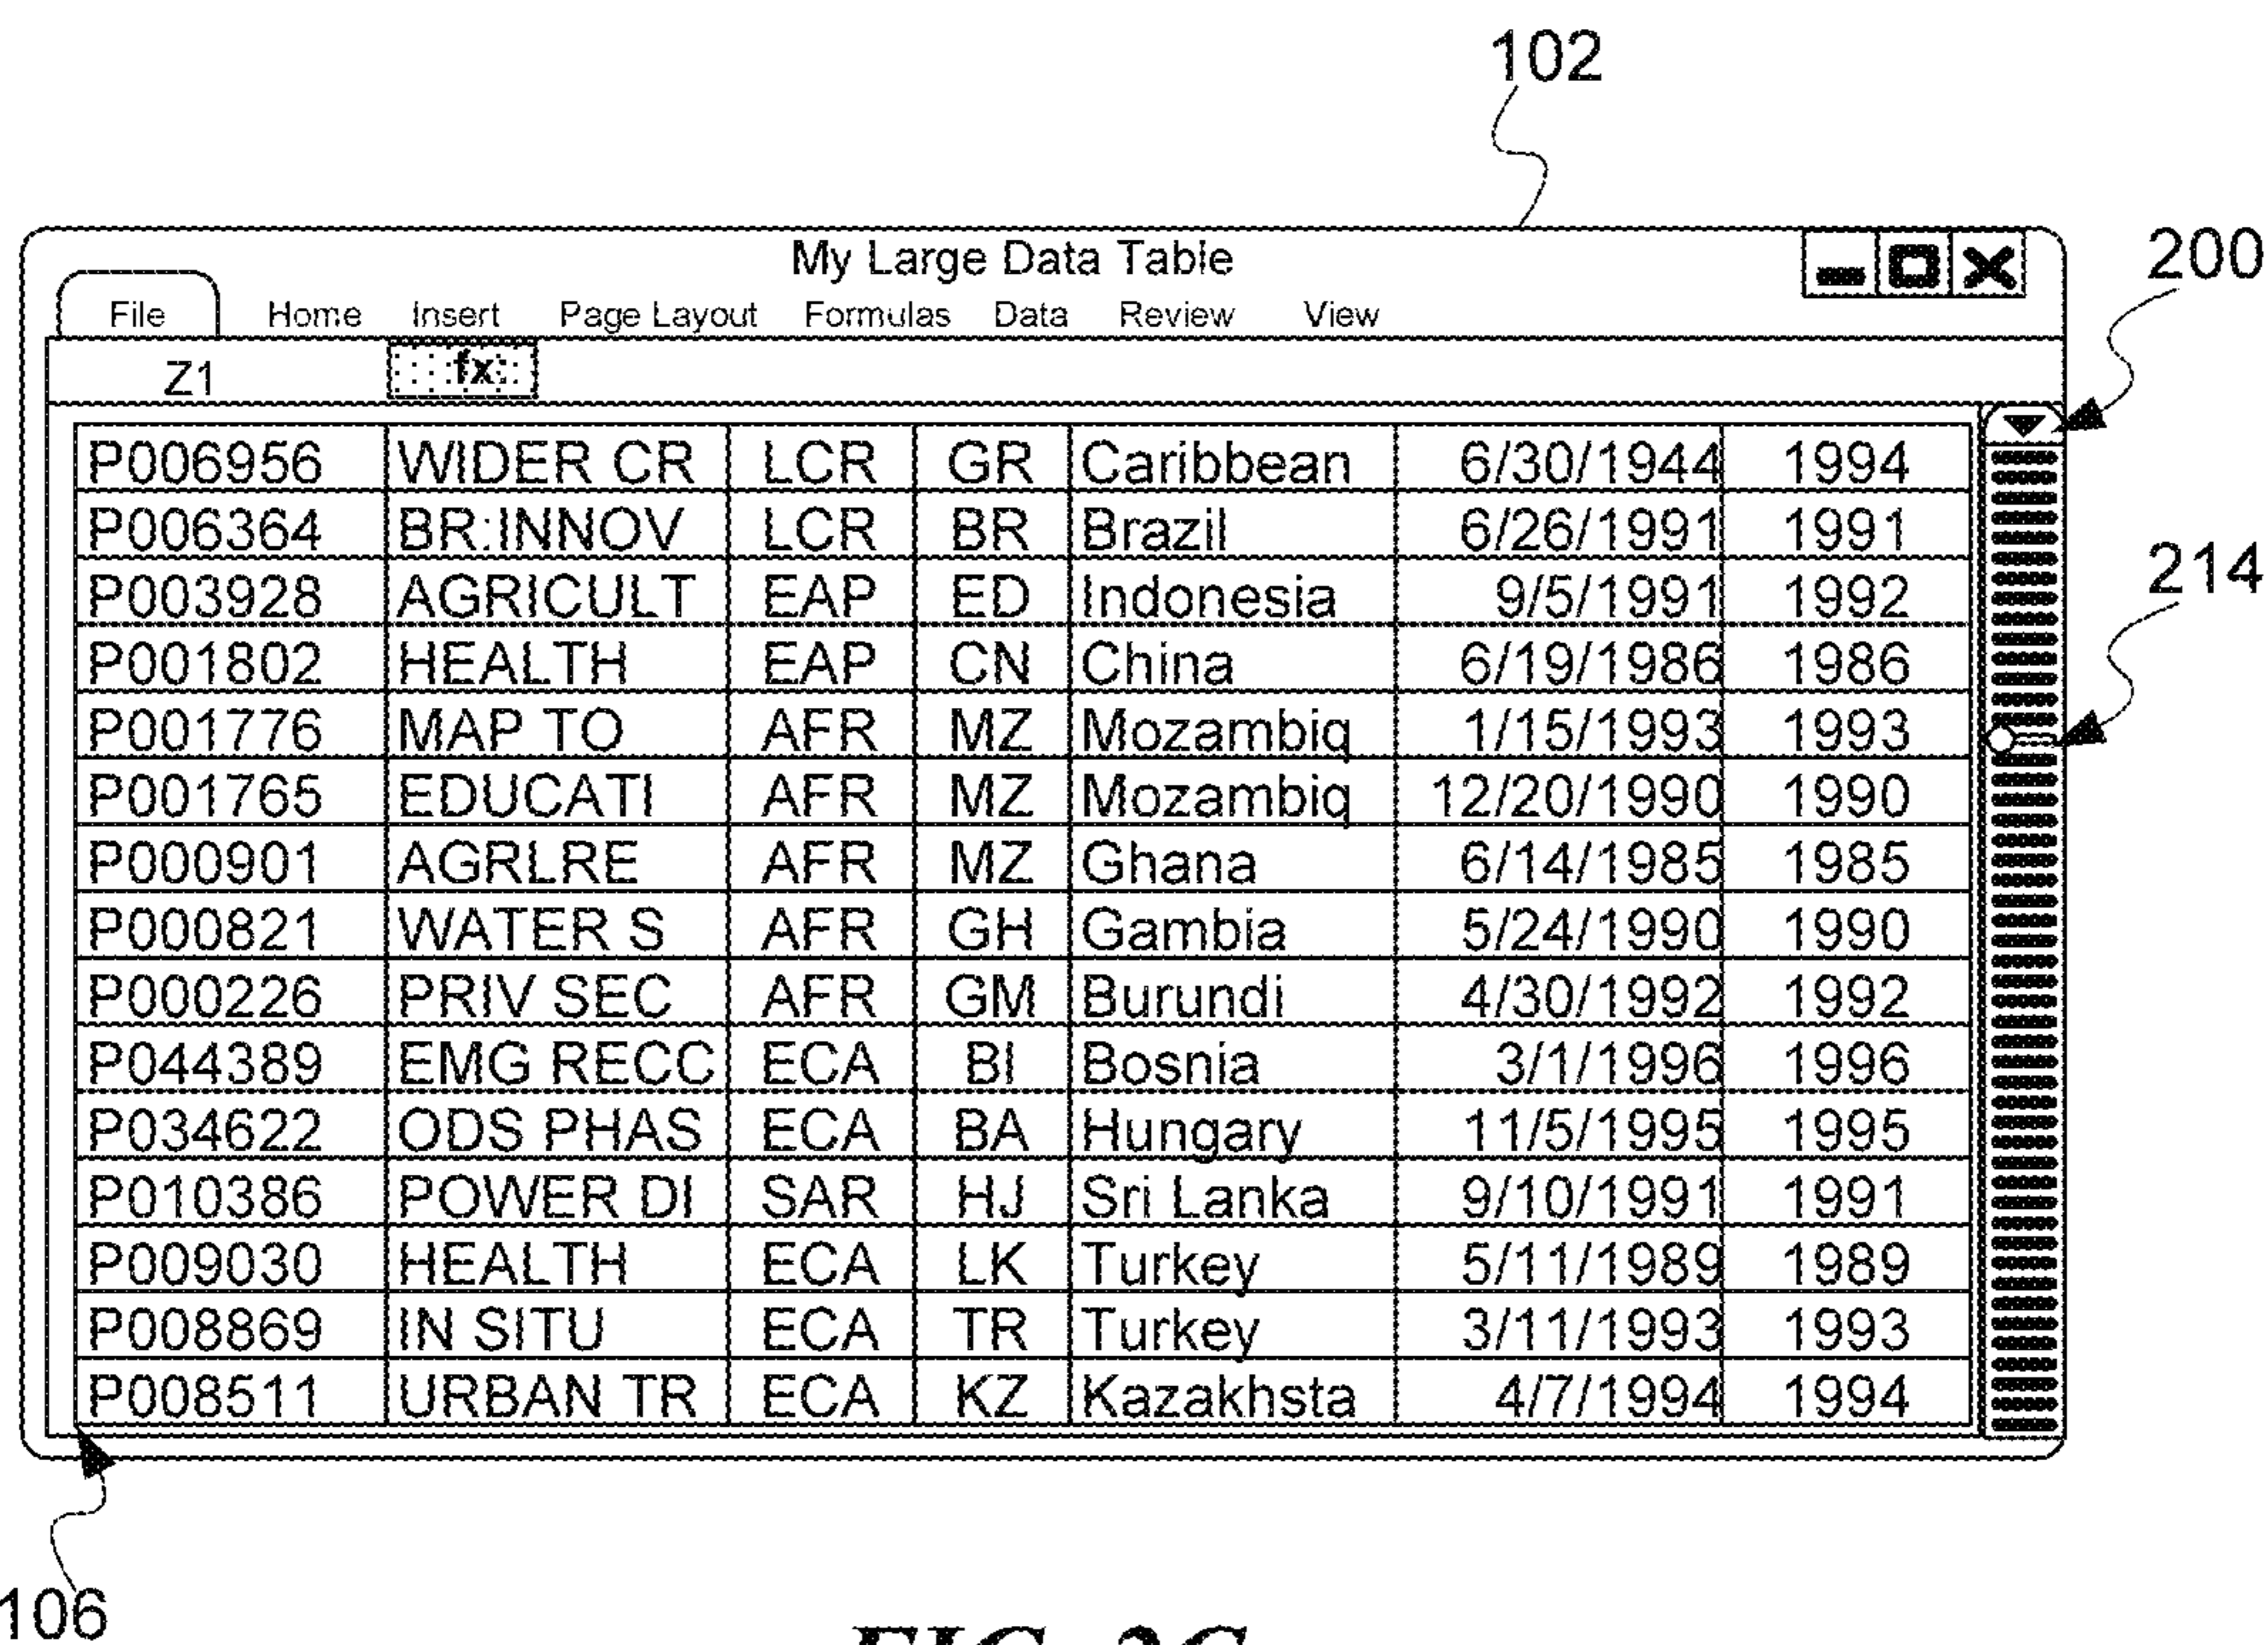 102
My Large Data Table
200
File Home Insert Page Layout Formulas Data Review View
Z1 fx
P006956 WIDER CR LCR GR Caribbean 6/30/1944 1994
P006364 BR:INNOV LCR BR Brazil 6/26/1991 1991
214
P003928 AGRICULT EAP ED Indonesia 9/5/1991 1992
P001802 HEALTH EAP CN China 6/19/1986 1986
P001776 MAP TO AFR MZ Mozambiq 1/15/1993 1993
P001765 EDUCATI AFR MZ Mozambiq 12/20/1990 1990
P000901 AGRLRE AFR MZ Ghana 6/14/1985 1985
P000821 WATER S AFR GH Gambia 5/24/1990 1990
P000226 PRIV SEC AFR GM Burundi 4/30/1992 1992
P044389 EMG RECC ECA BI Bosnia 3/1/1996 1996
P034622 ODS PHAS ECA BA Hungary 11/5/1995 1995
P010386 POWER DI SAR HJ Sri Lanka 9/10/1991 1991
P009030 HEALTH ECA LK Turkey 5/11/1989 1989
P008869 IN SITU ECA TR Turkey 3/11/1993 1993
P008511 URBAN TR ECA KZ Kazakhsta 4/7/1994 1994
106